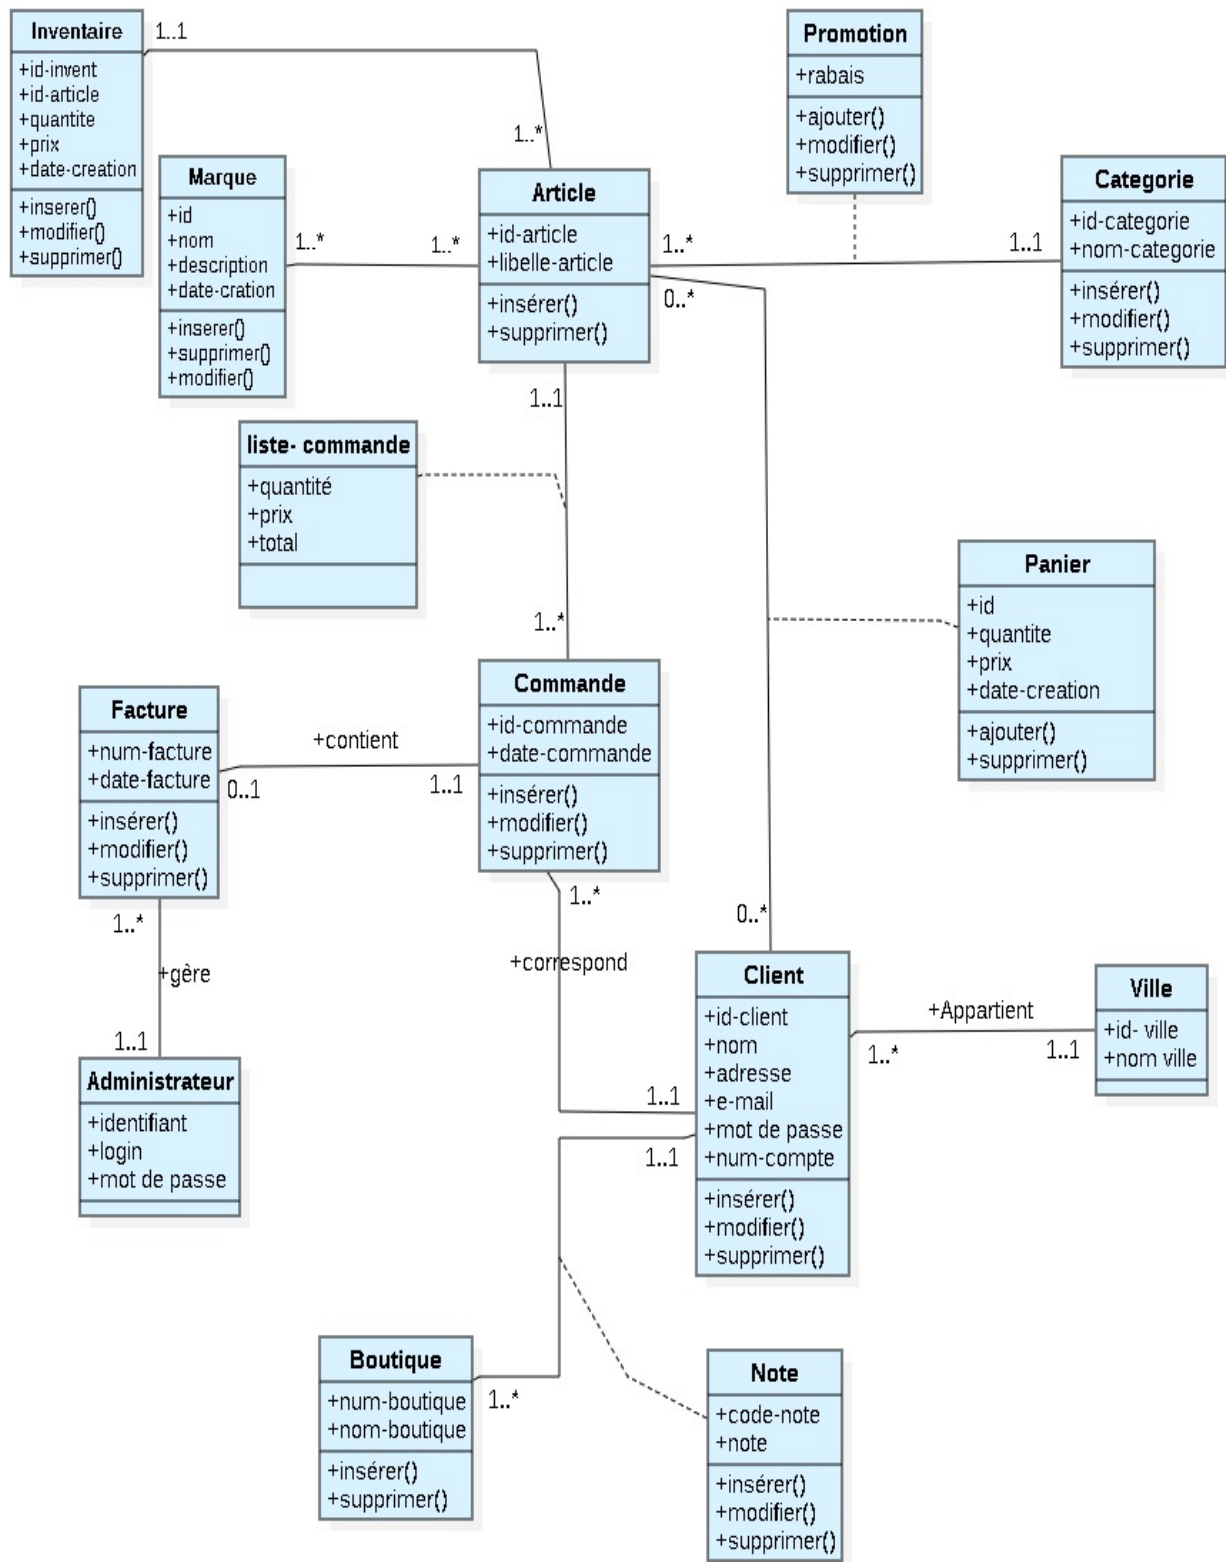 Inventaire
+id-invent
+id-article
+quantite
+prix
+date-creation
+inserer()
+modifier()
+supprimer()
1..1
1..*
Promotion
+rabais
+ajouter()
+modifier()
+supprimer()
Marque
+id
+nom
+description
+date-cration
+inserer()
+supprimer()
+modifier()
1..*
1..*
Article
+id-article
+libelle-article
+insérer()
+supprimer()
1..*
1..1
0..*
Categorie
+id-categorie
+nom-categorie
+insérer()
+modifier()
+supprimer()
1..1
liste- commande
+quantité
+prix
+total
1..*
Panier
+id
+quantite
+prix
+date-creation
+ajouter()
+supprimer()
Facture
+num-facture
+date-facture
+insérer()
+modifier()
+supprimer()
+contient
0..1
1..1
Commande
+id-commande
+date-commande
+insérer()
+modifier()
+supprimer()
1..*
1..*
0..*
+gère
+correspond
1..1
Administrateur
+identifiant
+login
+mot de passe
Client
+id-client
+nom
+adresse
+e-mail
+mot de passe
+num-compte
+insérer()
+modifier()
+supprimer()
+Appartient
1..*
1..1
Ville
+id- ville
+nom ville
1..1
1..1
Boutique
+num-boutique
+nom-boutique
+insérer()
+supprimer()
1..*
Note
+code-note
+note
+insérer()
+modifier()
+supprimer()